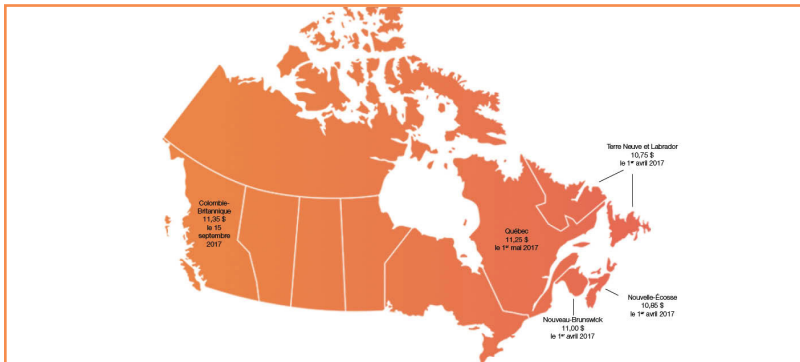 Terre Neuve et Labrador
10,75 $
le 1er avril 2017
Colombie-
Britannique
11,35 $
le 15
septembre
2017
Québec
11,25 $
le 1er mai 2017
Nouvelle-Écosse
10,85 $
le 1er avril 2017
Nouveau-Brunswick
11,00 $
le 1er avril 2017